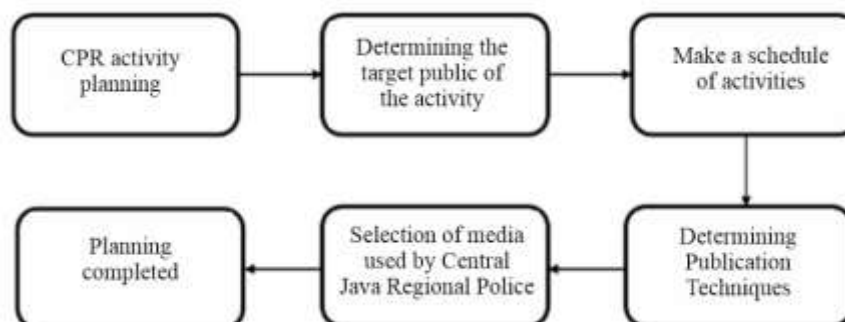 CPR activity
planning
Determining the
target public of
the activity
Make a schedule
of activities
Determining
Publication
Techniques
Selection of media
used by Central
Java Regional Police
Planning
completed